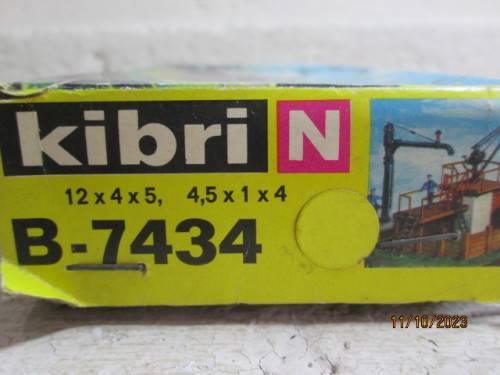 kibri N
12 x 4 x 5, 4,5 x 1 x 4
B-7434
11/10/2023